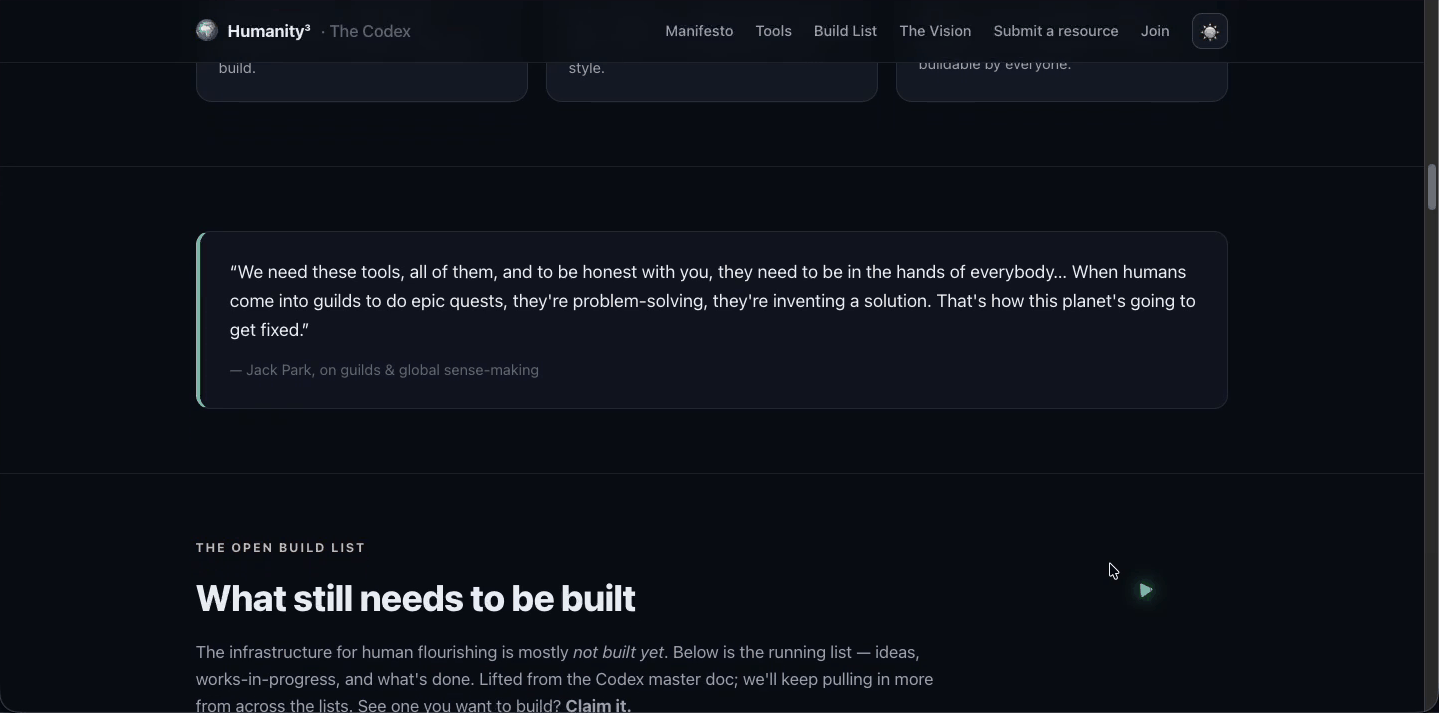 Humanity³ · The Codex
Manifesto Tools Build List The Vision Submit a resource Join
build.
style.
buildable by everyone.
“We need these tools, all of them, and to be honest with you, they need to be in the hands of everybody… When humans
come into guilds to do epic quests, they're problem-solving, they're inventing a solution. That's how this planet's going to
get fixed.”
— Jack Park, on guilds & global sense-making
THE OPEN BUILD LIST
What still needs to be built
The infrastructure for human flourishing is mostly not built yet. Below is the running list — ideas,
works-in-progress, and what's done. Lifted from the Codex master doc; we'll keep pulling in more
from across the lists. See one you want to build? Claim it.